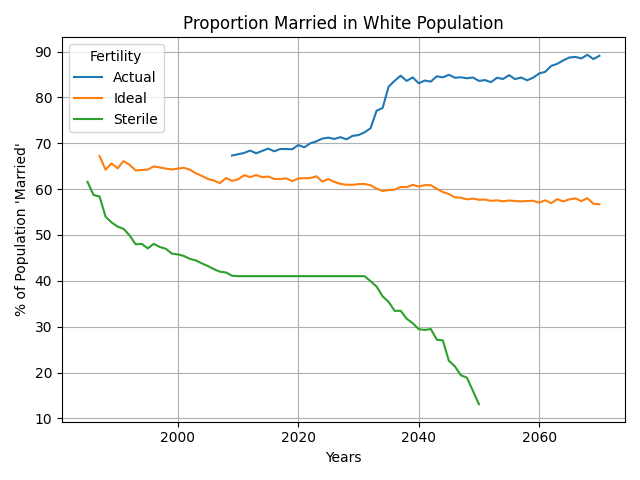 Proportion Married in White Population
Fertility
Actual
Ideal
Sterile
% of Population 'Married'
90
80
70
60
50
40
30
20
10
2000 2020 2040 2060
Years